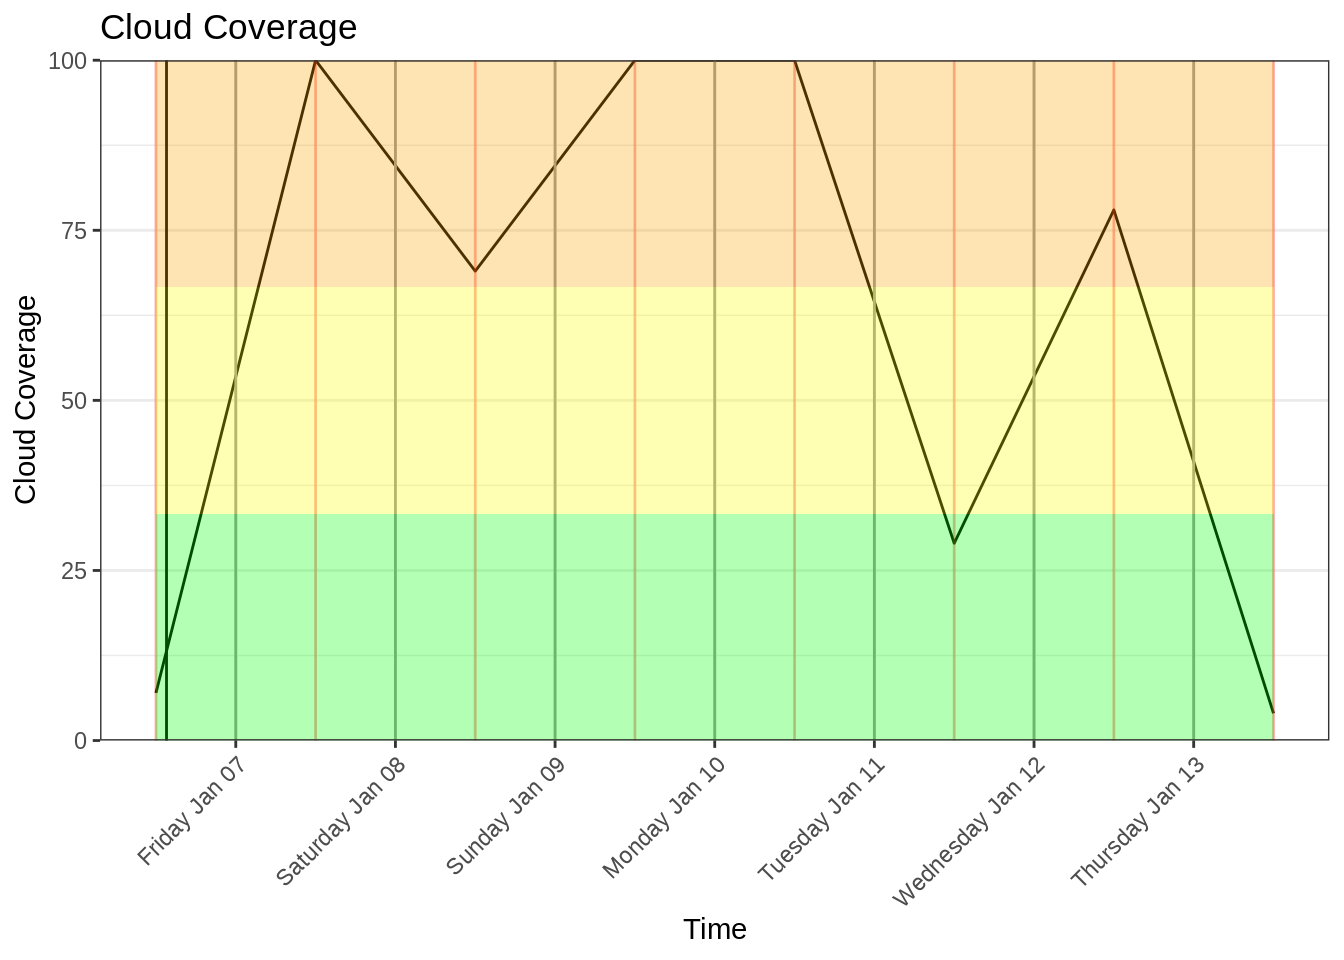 Cloud Coverage
Cloud Coverage
100
75
50
25
0
Friday Jan 07
Saturday Jan 08
Sunday Jan 09
Monday Jan 10
Tuesday Jan 11
Wednesday Jan 12
Thursday Jan 13
Time